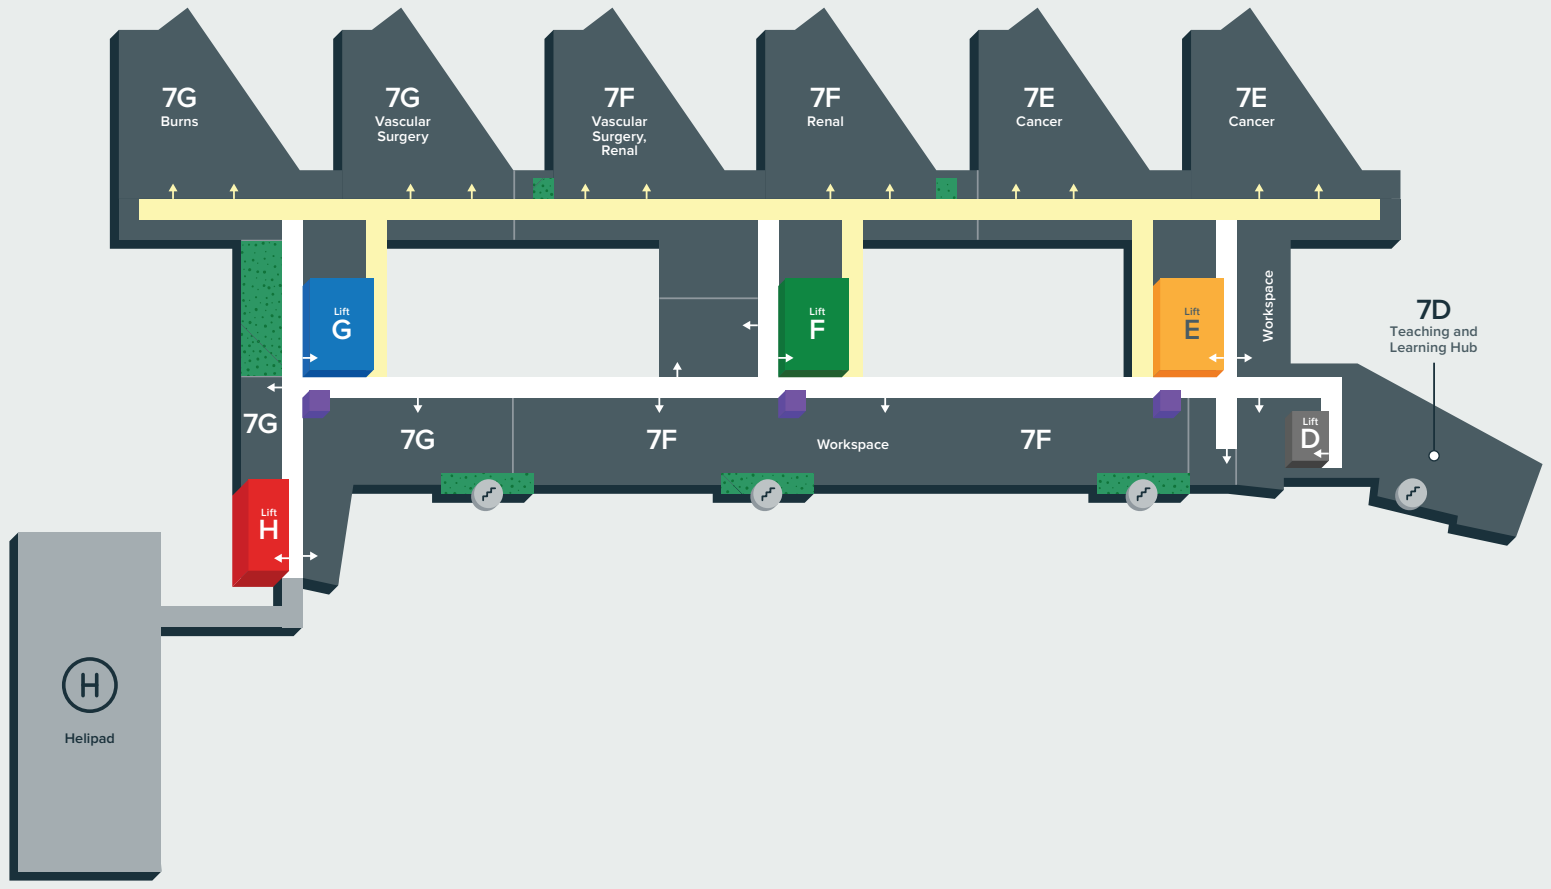 7G
Burns
7G
Vascular
Surgery
7F
Vascular
Surgery,
Renal
7F
Renal
7E
Cancer
7E
Cancer
Lift
G
Lift
F
Lift
E
Workspace
7D
Teaching and
Learning Hub
7G
7G
7F
Workspace
7F
Lift
D
Lift
H
H
Helipad